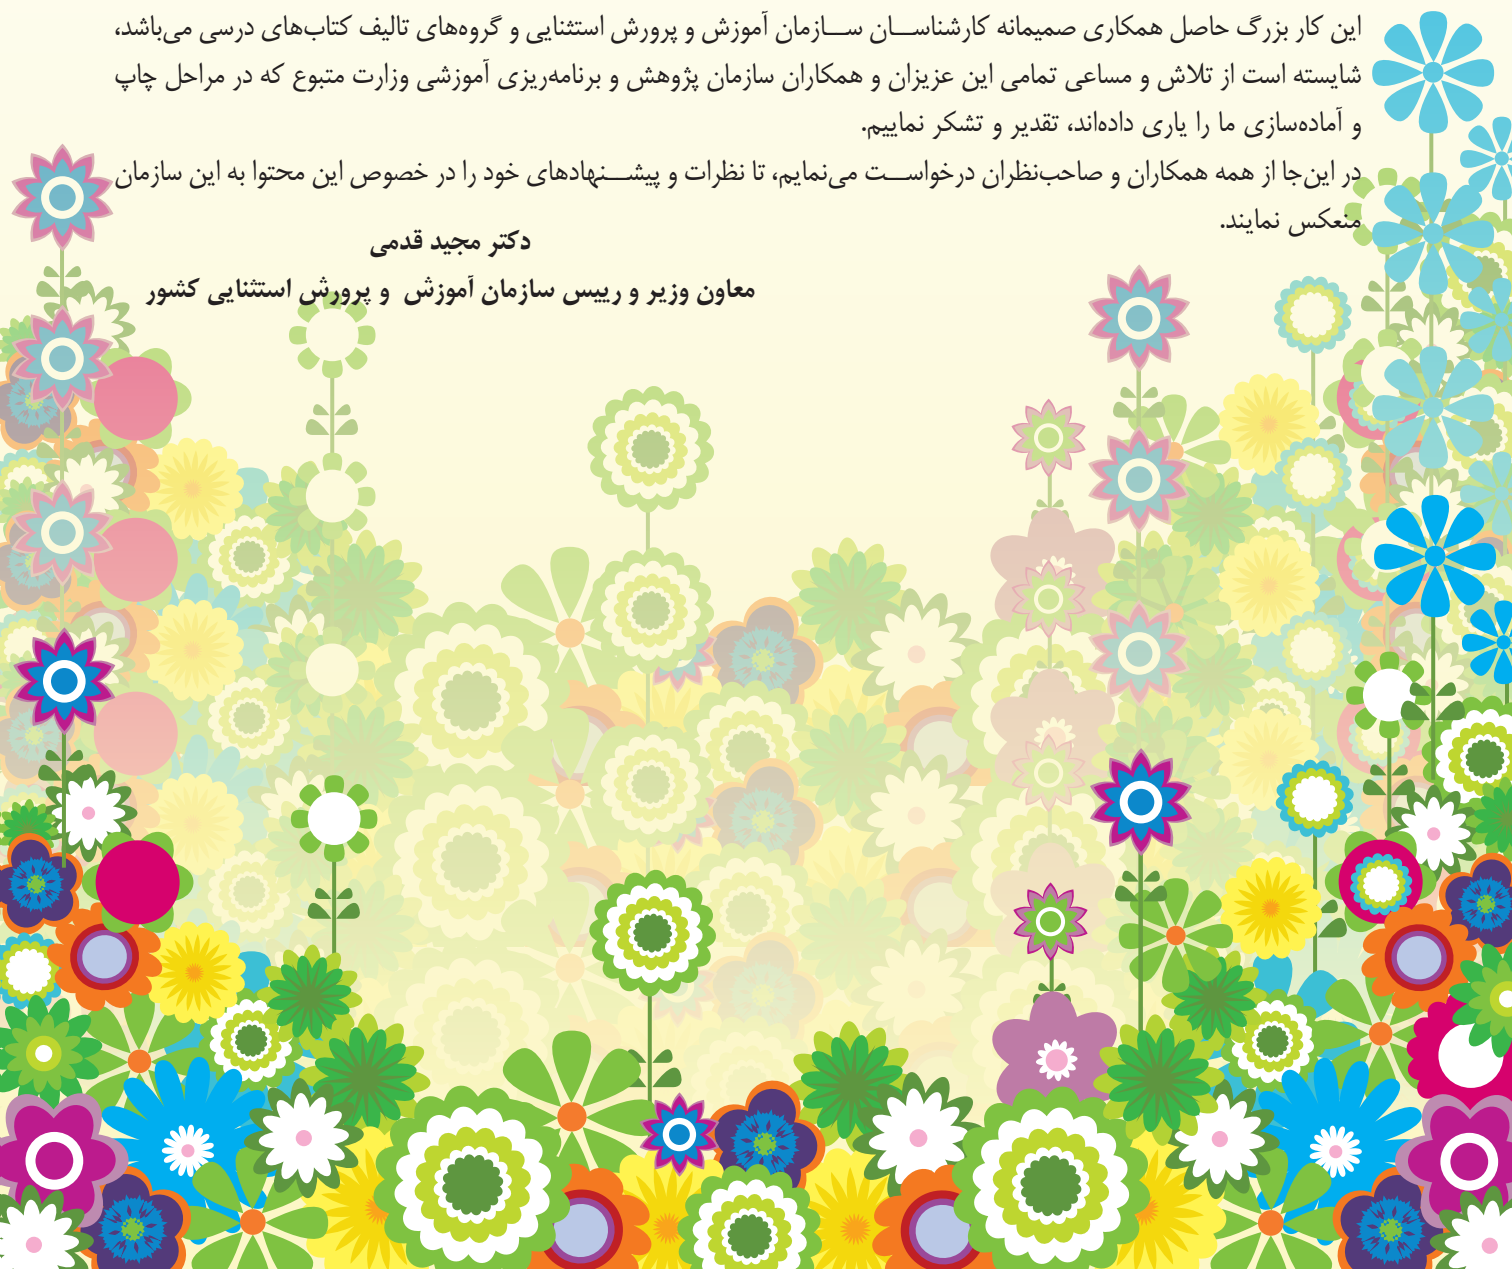 این کار بزرگ حاصل همکاری صمیمانه کارشناسان سازمان آموزش و پرورش استثنایی و گروه‌های تالیف کتاب‌های درسی می‌باشد،
شایسته است از تلاش و مساعی تمامی این عزیزان و همکاران سازمان پژوهش و برنامه‌ریزی آموزشی وزارت متبوع که در مراحل چاپ
و آماده‌سازی ما را یاری داده‌اند، تقدیر و تشکر نماییم.
در این‌جا از همه همکاران و صاحب‌نظران درخواست می‌نمایم، تا نظرات و پیشنهادهای خود را در خصوص این محتوا به این سازمان
منعکس نمایند.
دکتر مجید قدمی
معاون وزیر و رییس سازمان آموزش و پرورش استثنایی کشور